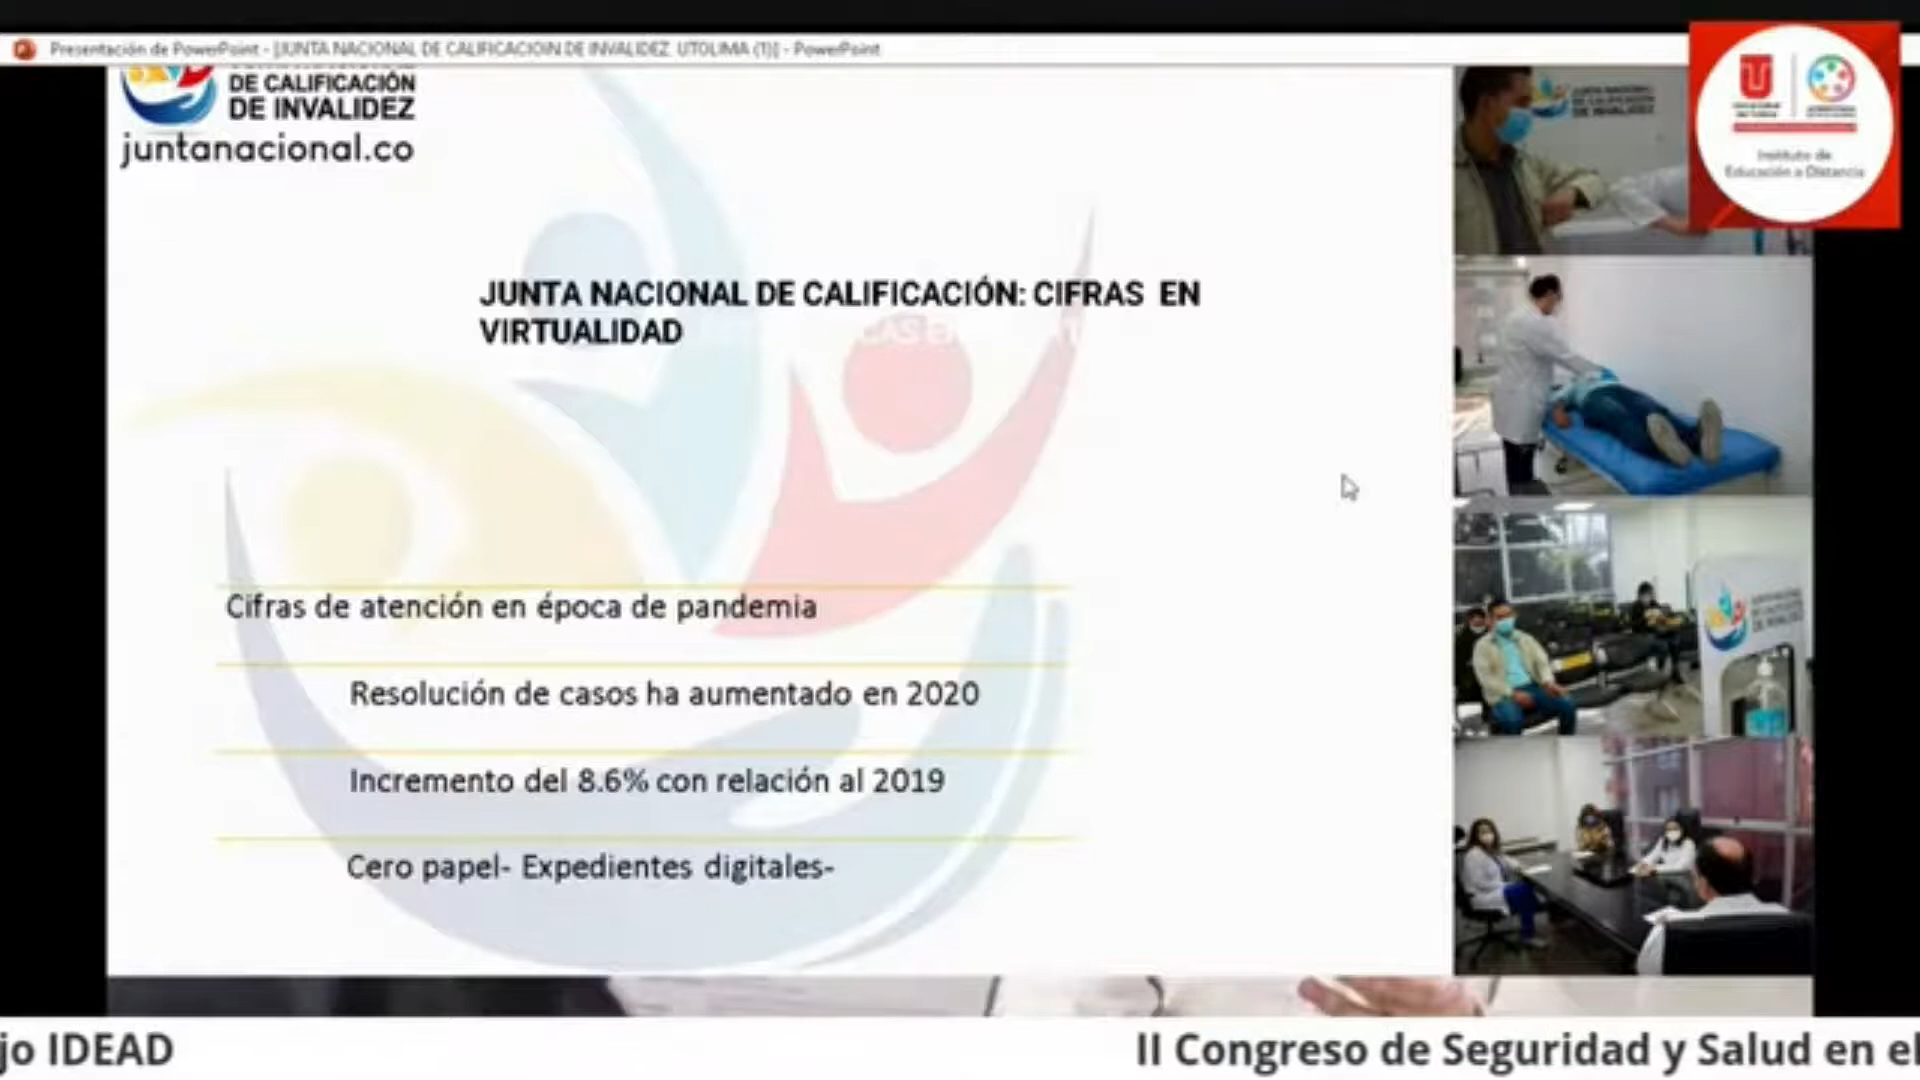 Presentación de PowerPoint - [JUNTA NACIONAL DE CALIFICACION DE INVALIDEZ. UTOLIMA (1)] - PowerPoint
DE CALIFICACIÓN
DE INVALIDEZ
juntanacional.co
JUNTA NACIONAL DE CALIFICACIÓN: CIFRAS EN
VIRTUALIDAD
Cifras de atención en época de pandemia
Resolución de casos ha aumentado en 2020
Incremento del 8.6% con relación al 2019
Cero papel- Expedientes digitales-
Instituto de
Educación a Distancia
jo IDEAD
II Congreso de Seguridad y Salud en el